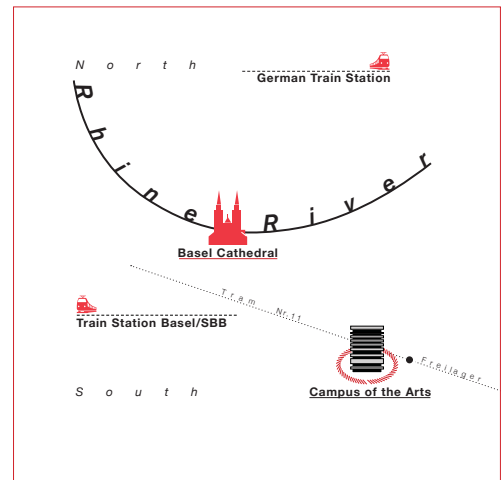 North
German Train Station
Rhine River
Basel Cathedral
Tram Nr.11
Train Station Basel/SBB
Freilager
South
Campus of the Arts